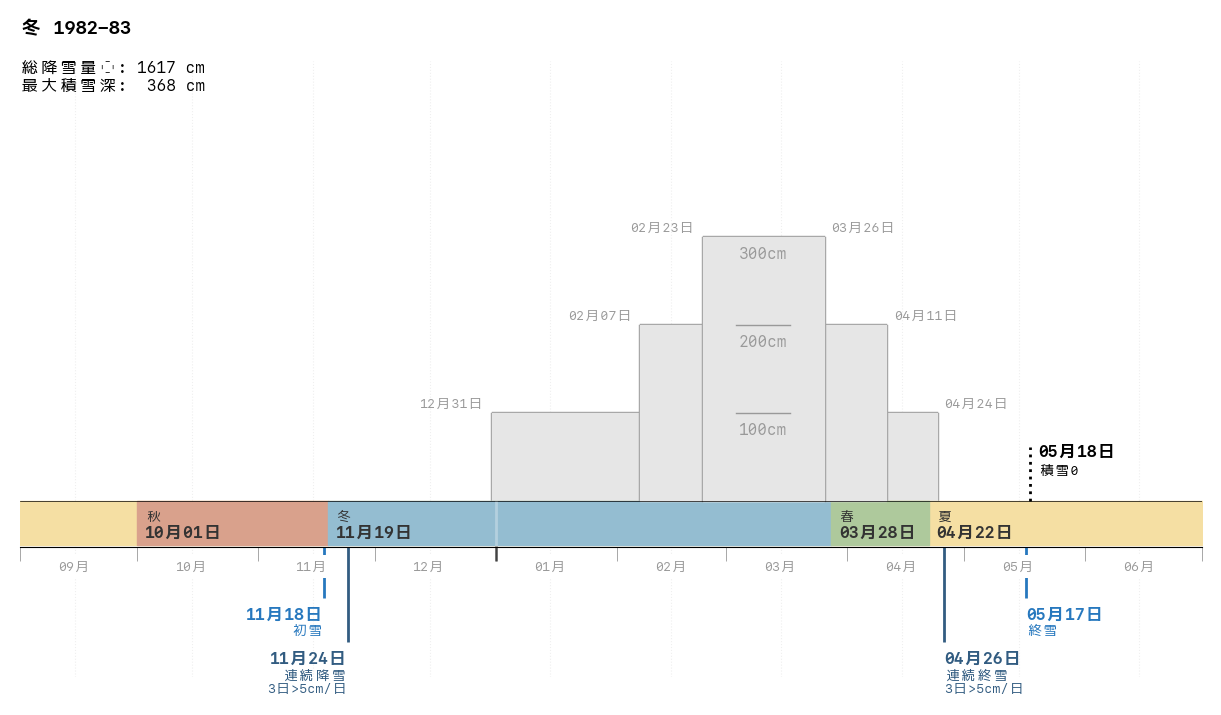 冬 1982–83
総降雪量: 1617 cm
最大積雪深: 368 cm
02月23日
03月26日
300cm
02月07日
04月11日
200cm
12月31日
04月24日
100cm
05月18日
積雪0
秋
10月01日
冬
11月19日
春
03月28日
夏
04月22日
09月
10月
11月
12月
01月
02月
03月
04月
05月
06月
11月18日
初雪
05月17日
終雪
11月24日
連続降雪
3日>5cm/日
04月26日
連続終雪
3日>5cm/日